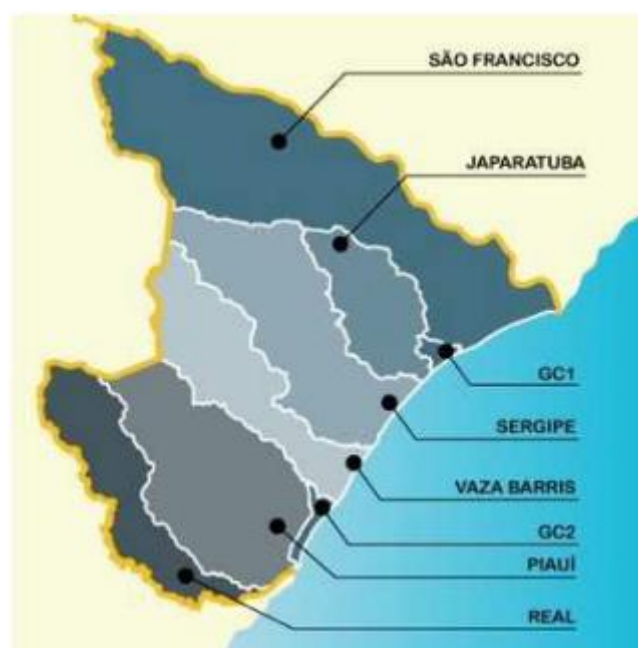 SÃO FRANCISCO
JAPARATUBA
GC1
SERGIPE
VAZA BARRIS
GC2
PIAUÍ
REAL